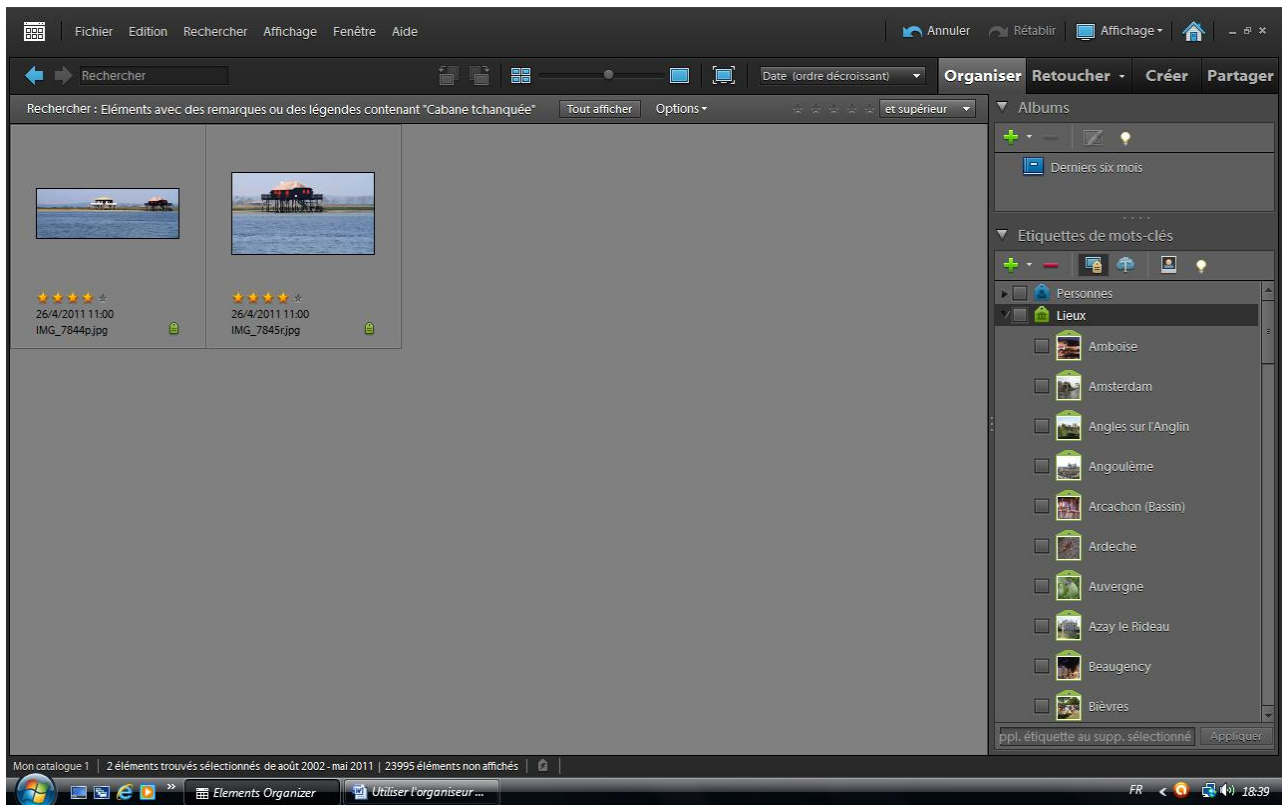 Fichier Edition Rechercher Affichage Fenêtre Aide Annuler Rétablir Affichage
Rechercher Date (ordre décroissant) Organiser Retoucher Créer Partager
Rechercher : Eléments avec des remarques ou des légendes contenant "Cabane tchanquée" Tout afficher Options et supérieur
Albums
Derniers six mois
Etiquettes de mots-clés
Personnes
Lieux
Amboise
Amsterdam
Angles sur l'Anglin
Angoulème
Arcachon (Bassin)
Ardeche
Auvergne
Azay le Rideau
Beaugency
Bièvres
ppl. étiquette au supp. sélectionné Appliquer
26/4/2011 11:00
IMG_7844p.jpg
26/4/2011 11:00
IMG_7845r.jpg
Mon catalogue 1 | 2 éléments trouvés sélectionnés de août 2002 - mai 2011 | 23995 éléments non affichés
Elements Organizer Utiliser l'organiseur ... FR 18:39